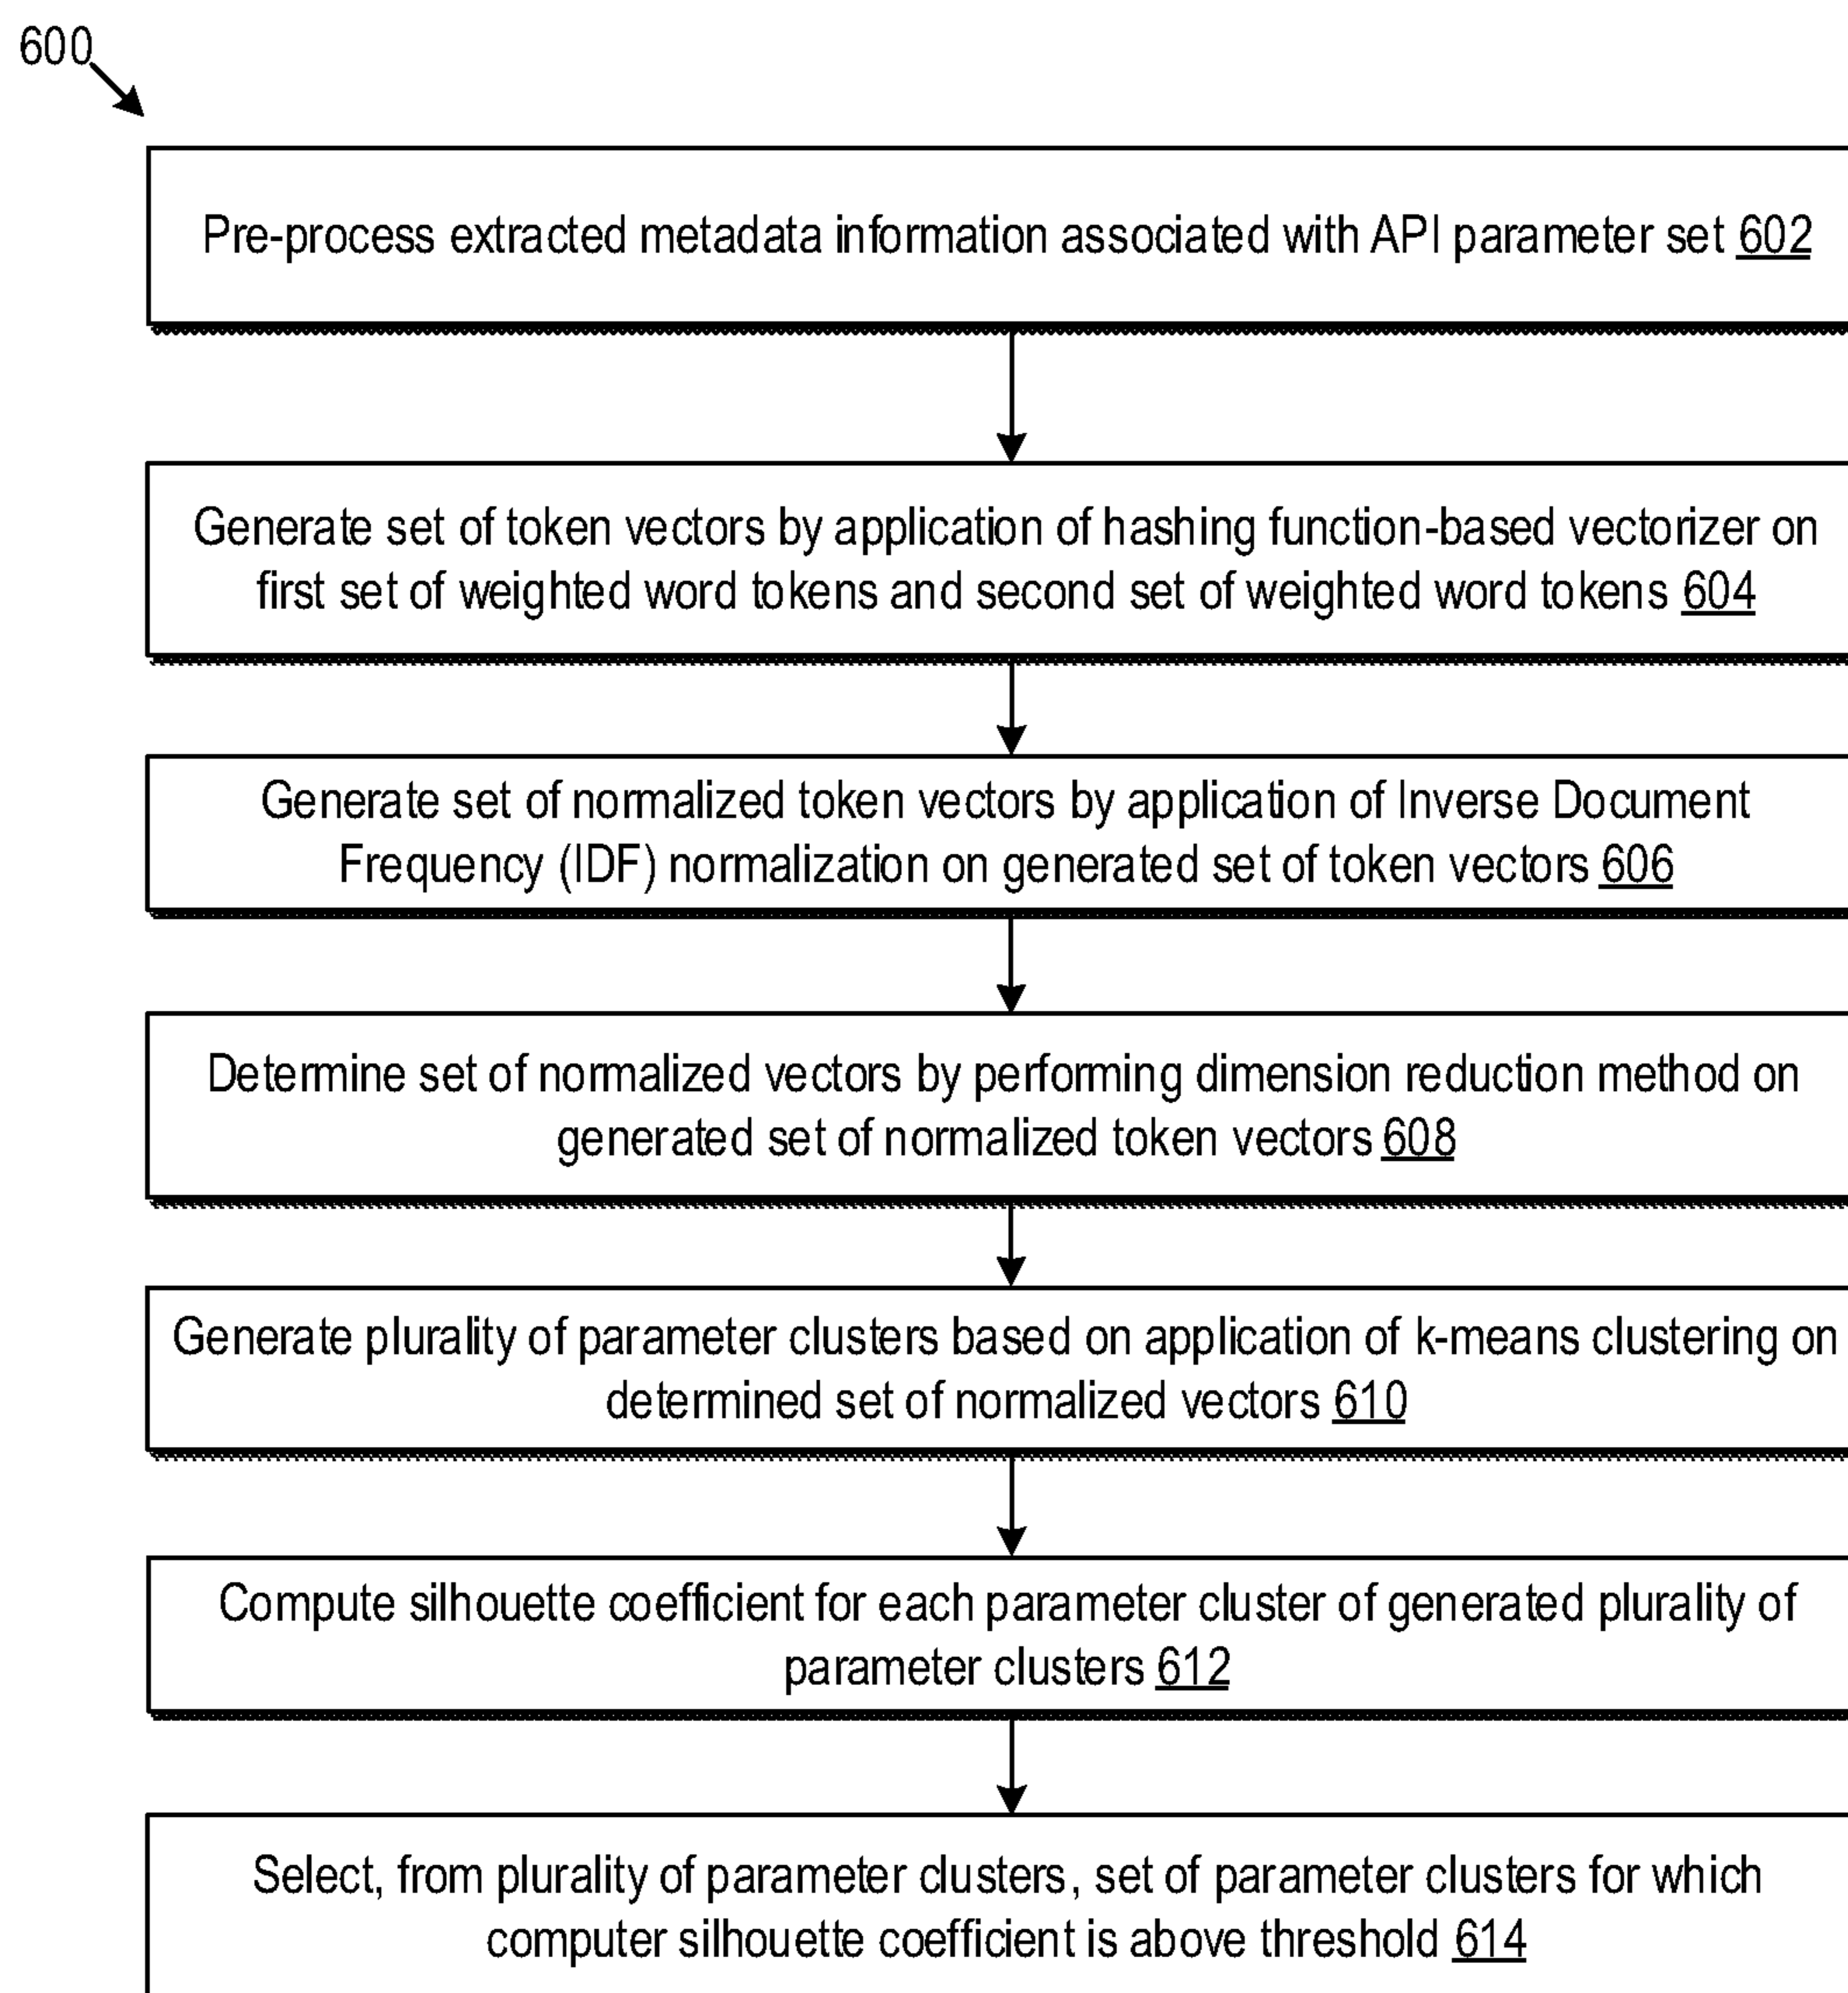 600
Pre-process extracted metadata information associated with API parameter set 602
Generate set of token vectors by application of hashing function-based vectorizer on
first set of weighted word tokens and second set of weighted word tokens 604
Generate set of normalized token vectors by application of Inverse Document
Frequency (IDF) normalization on generated set of token vectors 606
Determine set of normalized vectors by performing dimension reduction method on
generated set of normalized token vectors 608
Generate plurality of parameter clusters based on application of k-means clustering on
determined set of normalized vectors 610
Compute silhouette coefficient for each parameter cluster of generated plurality of
parameter clusters 612
Select, from plurality of parameter clusters, set of parameter clusters for which
computer silhouette coefficient is above threshold 614